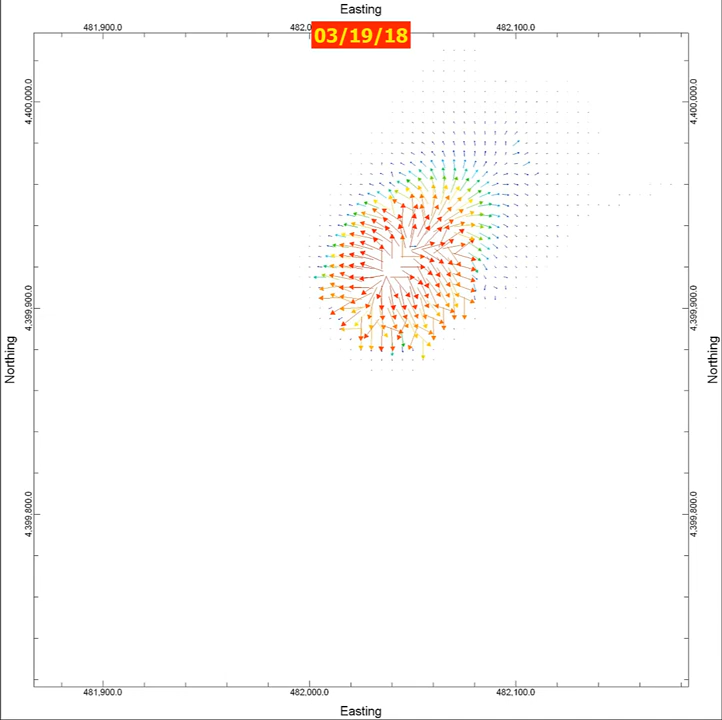 Easting
481,900.0 482,0 482,100.0
03/19/18
4,400,000.0 4,400,000.0
4,399,900.0 4,399,900.0
Northing Northing
4,399,800.0 4,399,800.0
481,900.0 482,000.0 482,100.0
Easting